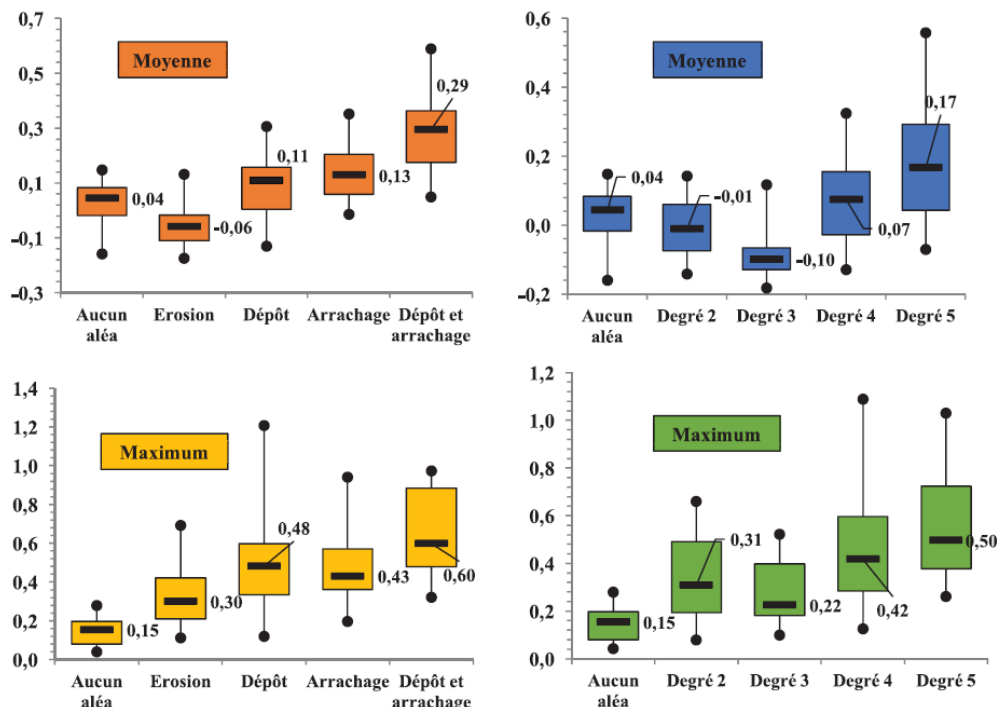 0,7
0,5
0,3
0,1
-0,1
-0,3
Moyenne
0,04
-0,06
0,11
0,13
0,29
Aucun
aléa
Erosion
Dépôt
Arrachage
Dépôt et
arrachage
0,6
0,4
0,2
0,0
-0,2
Moyenne
0,04
-0,01
-0,10
0,07
0,17
Aucun
aléa
Degré 2
Degré 3
Degré 4
Degré 5
1,4
1,2
1,0
0,8
0,6
0,4
0,2
0,0
Maximum
0,15
0,30
0,48
0,43
0,60
Aucun
aléa
Erosion
Dépôt
Arrachage
Dépôt et
arrachage
1,2
1,0
0,8
0,6
0,4
0,2
0,0
Maximum
0,15
0,31
0,22
0,42
0,50
Aucun
aléa
Degré 2
Degré 3
Degré 4
Degré 5